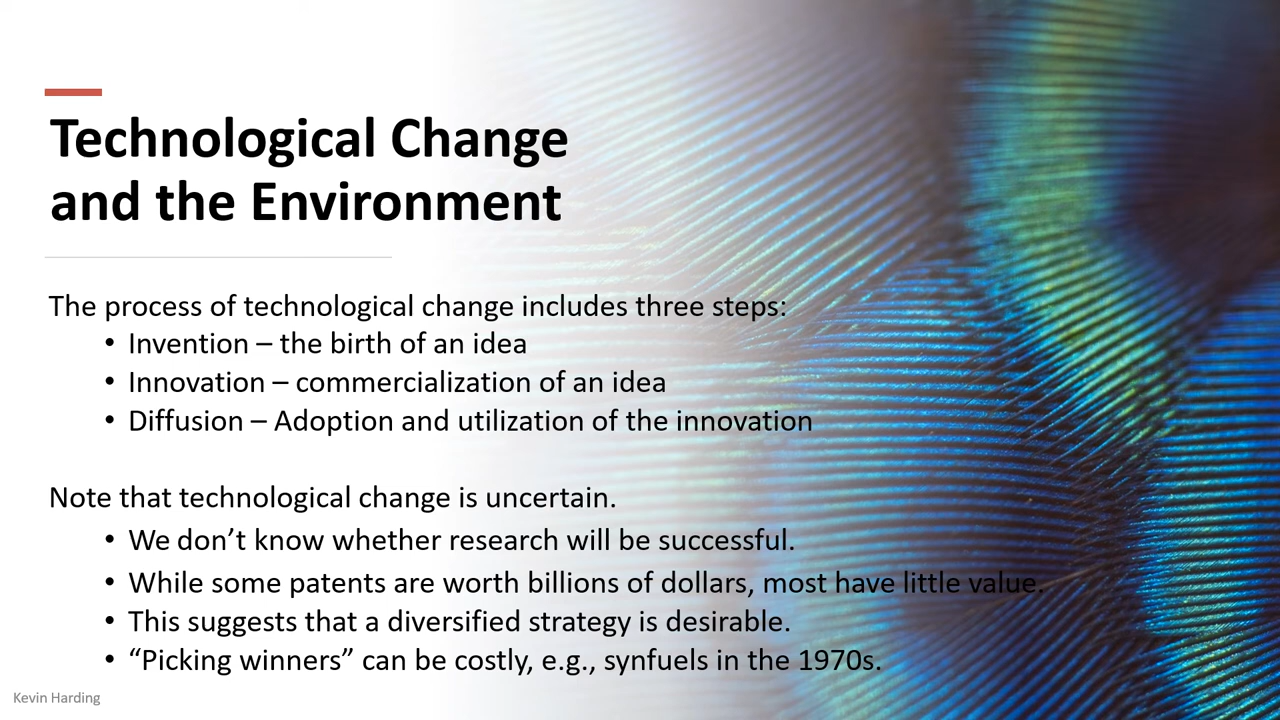 Technological Change
and the Environment
The process of technological change includes three steps:
• Invention – the birth of an idea
• Innovation – commercialization of an idea
• Diffusion – Adoption and utilization of the innovation
Note that technological change is uncertain.
• We don’t know whether research will be successful.
• While some patents are worth billions of dollars, most have little value.
• This suggests that a diversified strategy is desirable.
• “Picking winners” can be costly, e.g., synfuels in the 1970s.
Kevin Harding